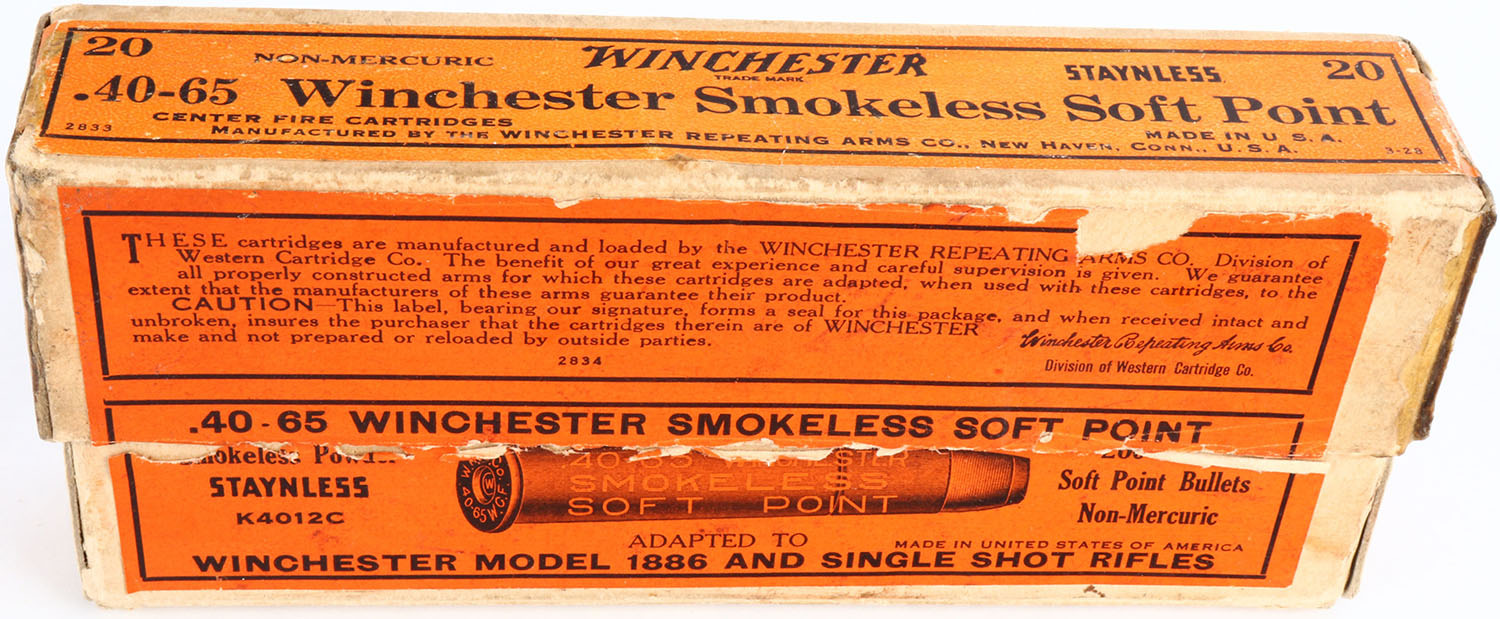 20 NON-MERCURIC WINCHESTER STAYNLESS 20
TRADE MARK
.40-65 Winchester Smokeless Soft Point
CENTER FIRE CARTRIDGES MADE IN U.S.A.
2833 MANUFACTURED BY THE WINCHESTER REPEATING ARMS CO., NEW HAVEN, CONN., U.S.A. 3-28
THESE cartridges are manufactured and loaded by the WINCHESTER REPEATING ARMS CO. Division of
Western Cartridge Co. The benefit of our great experience and careful supervision is given. We guarantee
all properly constructed arms for which these cartridges are adapted, when used with these cartridges, to the
extent that the manufacturers of these arms guarantee their product.
CAUTION—This label, bearing our signature, forms a seal for this package, and when received intact and
unbroken, insures the purchaser that the cartridges therein are of WINCHESTER
make and not prepared or reloaded by outside parties.
Winchester Repeating Arms Co.
2834
Division of Western Cartridge Co.
.40-65 WINCHESTER SMOKELESS SOFT POINT
Smokeless Powder
STAYNLESS
K4012C
W
40-65 W.C.F.
40-65 WINCHESTER
SMOKELESS
SOFT POINT
Soft Point Bullets
Non-Mercuric
ADAPTED TO
MADE IN UNITED STATES OF AMERICA
WINCHESTER MODEL 1886 AND SINGLE SHOT RIFLES